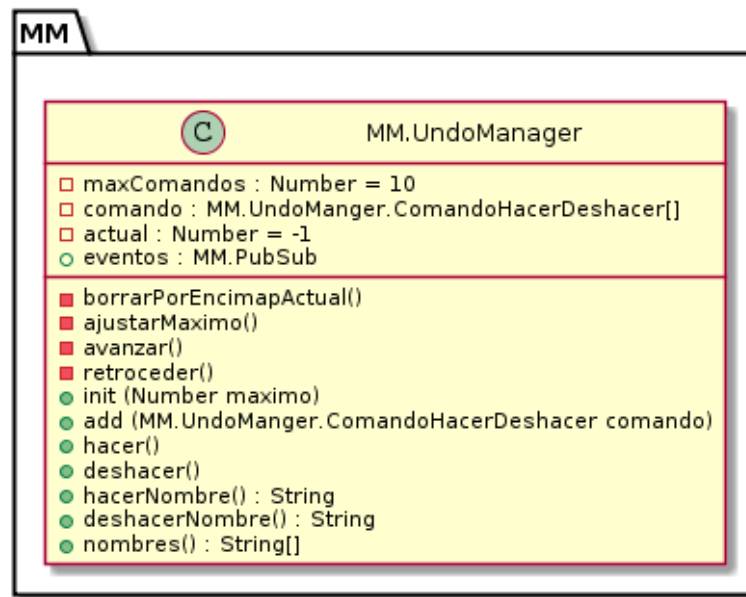 MM
C MM.UndoManager
maxComandos : Number = 10
comando : MM.UndoManger.ComandoHacerDeshacer[]
actual : Number = -1
eventos : MM.PubSub
borrarPorEncimapActual()
ajustarMaximo()
avanzar()
retroceder()
init (Number maximo)
add (MM.UndoManger.ComandoHacerDeshacer comando)
hacer()
deshacer()
hacerNombre() : String
deshacerNombre() : String
nombres() : String[]